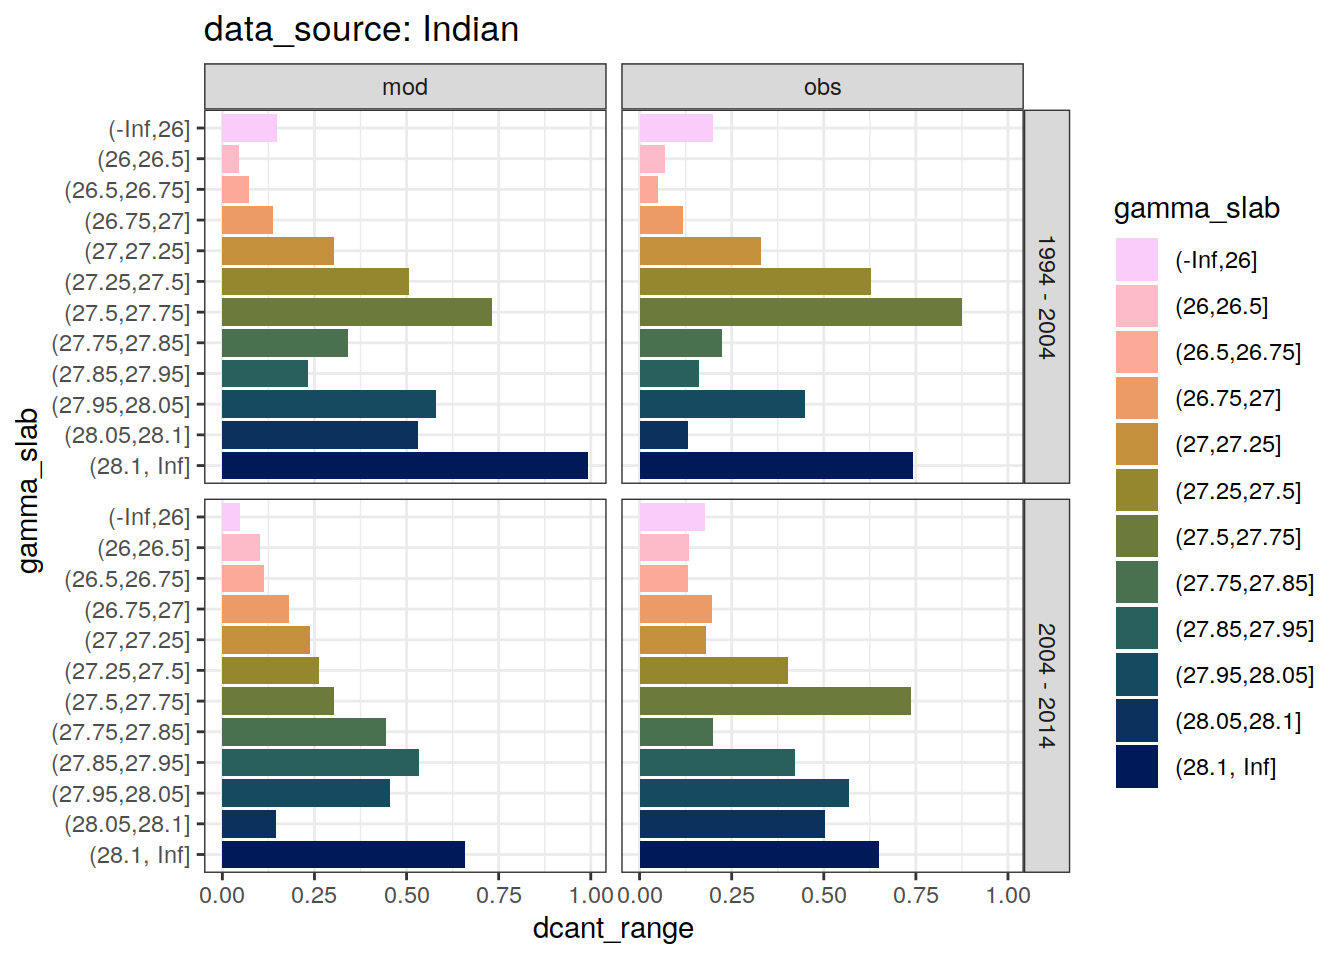 data_source: Indian
mod
obs
gamma_slab
(-Inf,26]
(26,26.5]
(26.5,26.75]
(26.75,27]
(27,27.25]
(27.25,27.5]
(27.5,27.75]
(27.75,27.85]
(27.85,27.95]
(27.95,28.05]
(28.05,28.1]
(28.1, Inf]
1994 - 2004
(-Inf,26]
(26,26.5]
(26.5,26.75]
(26.75,27]
(27,27.25]
(27.25,27.5]
(27.5,27.75]
(27.75,27.85]
(27.85,27.95]
(27.95,28.05]
(28.05,28.1]
(28.1, Inf]
2004 - 2014
0.00 0.25 0.50 0.75 1.00
0.00 0.25 0.50 0.75 1.00
dcant_range
gamma_slab
(-Inf,26]
(26,26.5]
(26.5,26.75]
(26.75,27]
(27,27.25]
(27.25,27.5]
(27.5,27.75]
(27.75,27.85]
(27.85,27.95]
(27.95,28.05]
(28.05,28.1]
(28.1, Inf]